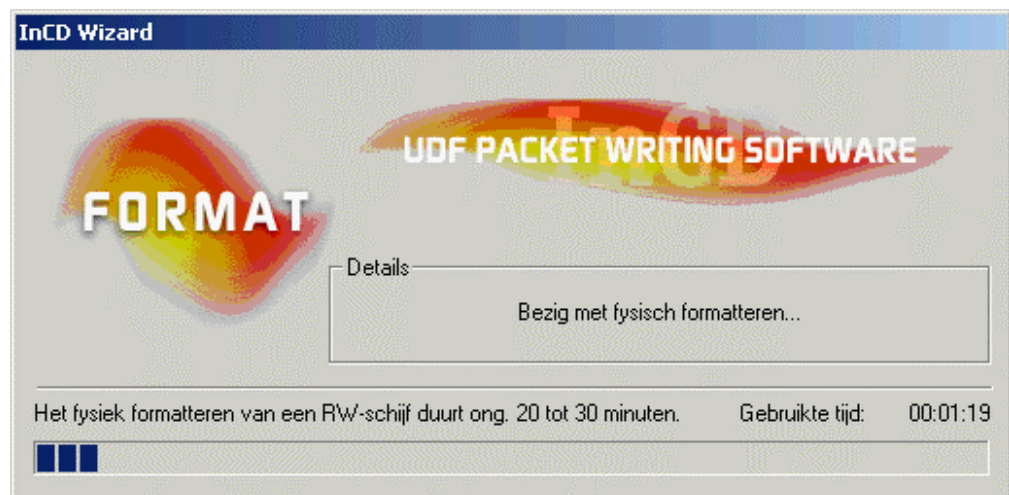 InCD Wizard
InCD
UDF PACKET WRITING SOFTWARE
FORMAT
Details
Bezig met fysisch formatteren...
Het fysiek formatteren van een RW-schijf duurt ong. 20 tot 30 minuten. Gebruikte tijd: 00:01:19